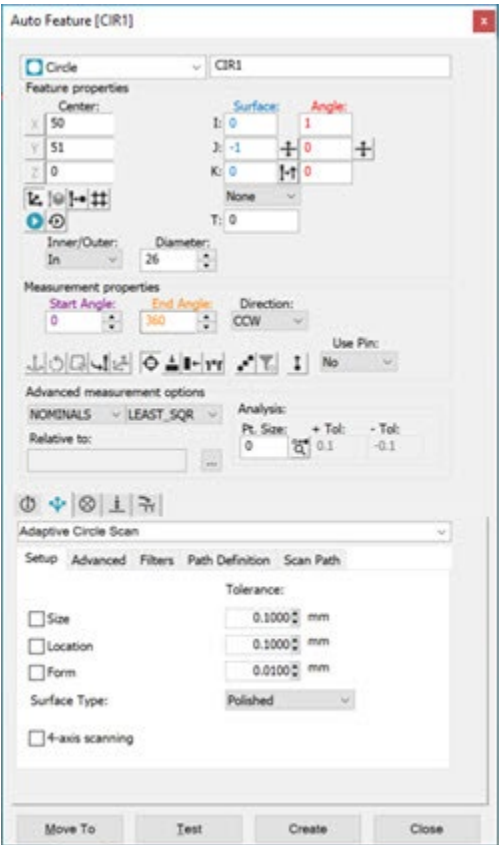 Auto Feature [CIR1]
x
Circle CIR1
Feature properties
Center: Surface: Angle:
X 50 I: 0 1
Y 51 J: -1 0
Z 0 K: 0 0
None
T: 0
Inner/Outer: Diameter:
In 26
Measurement properties
Start Angle: End Angle: Direction:
0 360 CCW
Use Pin:
No
Advanced measurement options
NOMINALS LEAST_SQR Analysis:
Pt. Size: + Tol: - Tol:
0 0.1 -0.1
Relative to:
...
Adaptive Circle Scan
Setup Advanced Filters Path Definition Scan Path
Tolerance:
Size 0.1000 mm
Location 0.1000 mm
Form 0.0100 mm
Surface Type: Polished
4-axis scanning
Move To Test Create Close